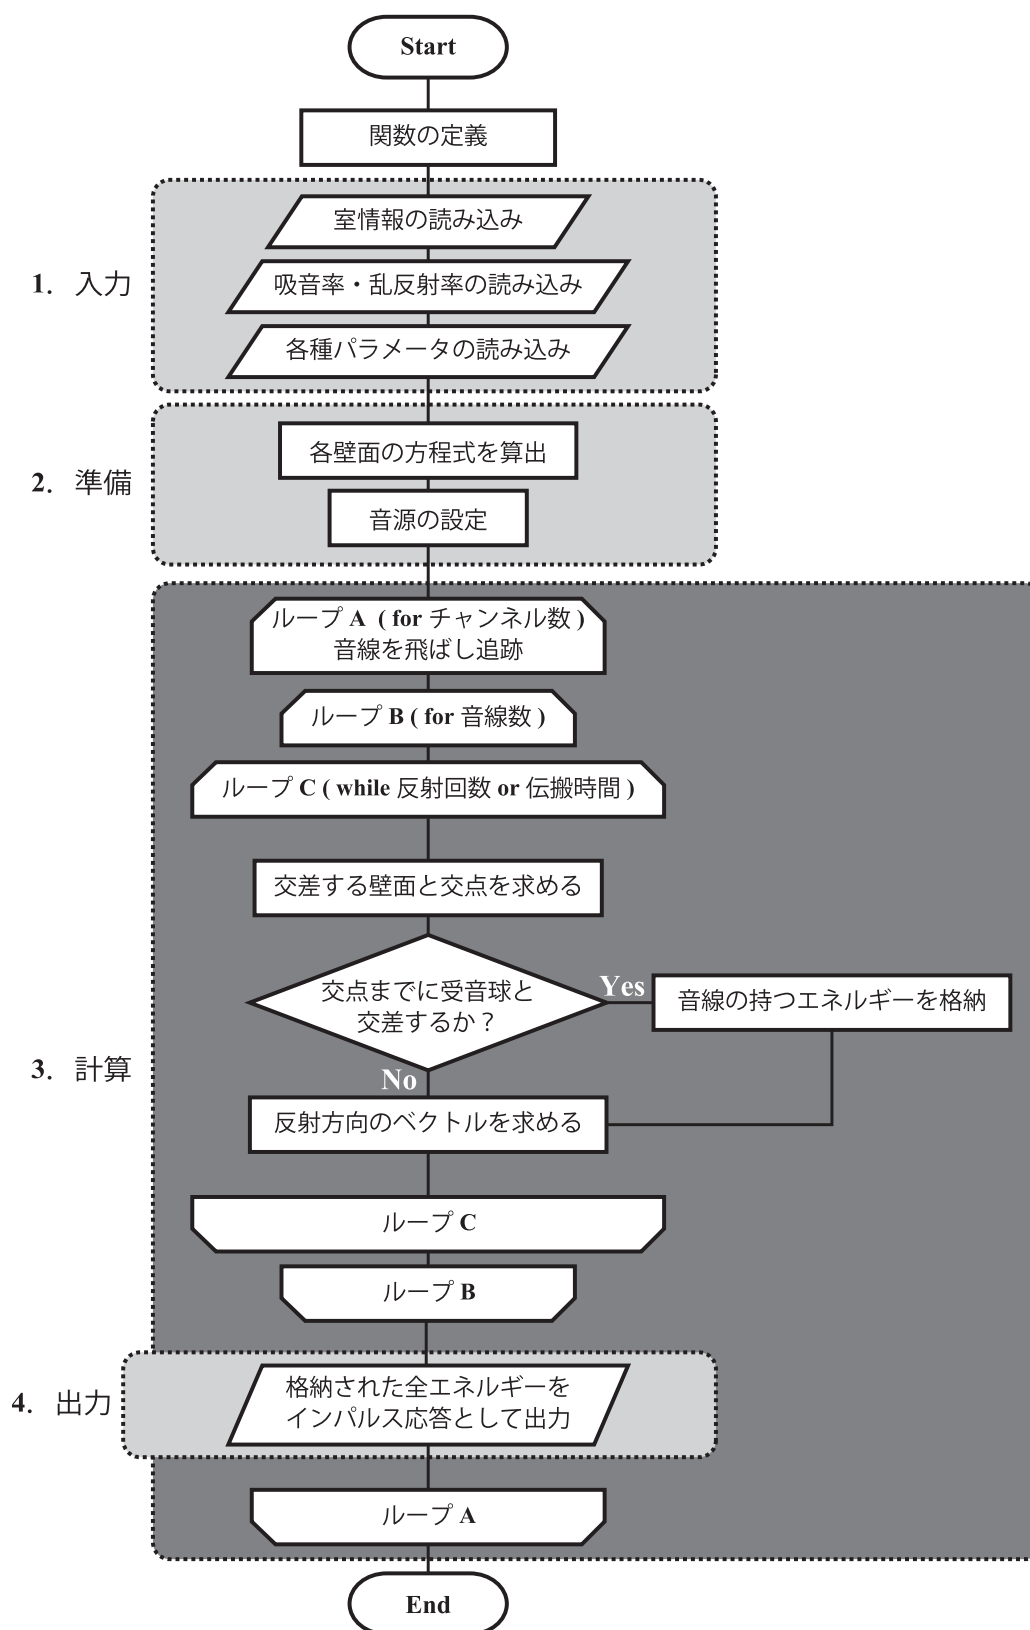 Start
関数の定義
室情報の読み込み
1. 入力
吸音率・乱反射率の読み込み
各種パラメータの読み込み
各壁面の方程式を算出
2. 準備
音源の設定
ループ A ( for チャンネル数 )
音線を飛ばし追跡
ループ B ( for 音線数 )
ループ C ( while 反射回数 or 伝搬時間 )
交差する壁面と交点を求める
交点までに受音球と
交差するか？
Yes
音線の持つエネルギーを格納
3. 計算
No
反射方向のベクトルを求める
ループ C
ループ B
4. 出力
格納された全エネルギーを
インパルス応答として出力
ループ A
End